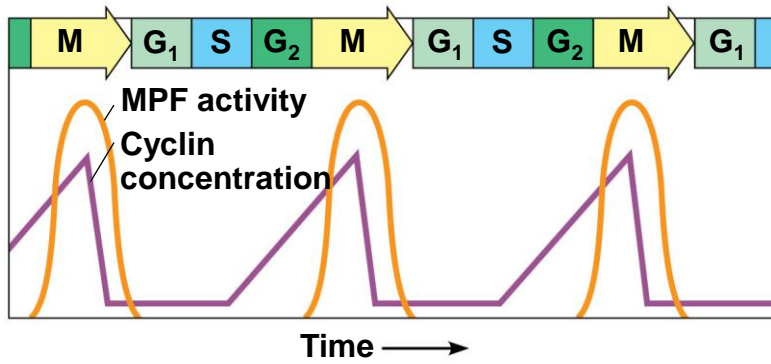 M G₁ S G₂ M G₁ S G₂ M G₁
MPF activity
Cyclin
concentration
Time